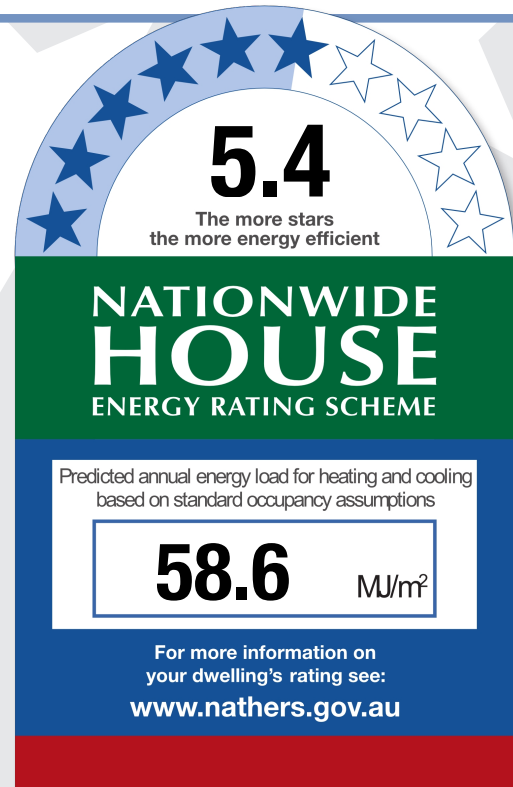 5.4
The more stars
the more energy efficient
NATIONWIDE
HOUSE
ENERGY RATING SCHEME
Predicted annual energy load for heating and cooling
based on standard occupancy assumptions
58.6 MJ/m²
For more information on
your dwelling's rating see:
www.nathers.gov.au